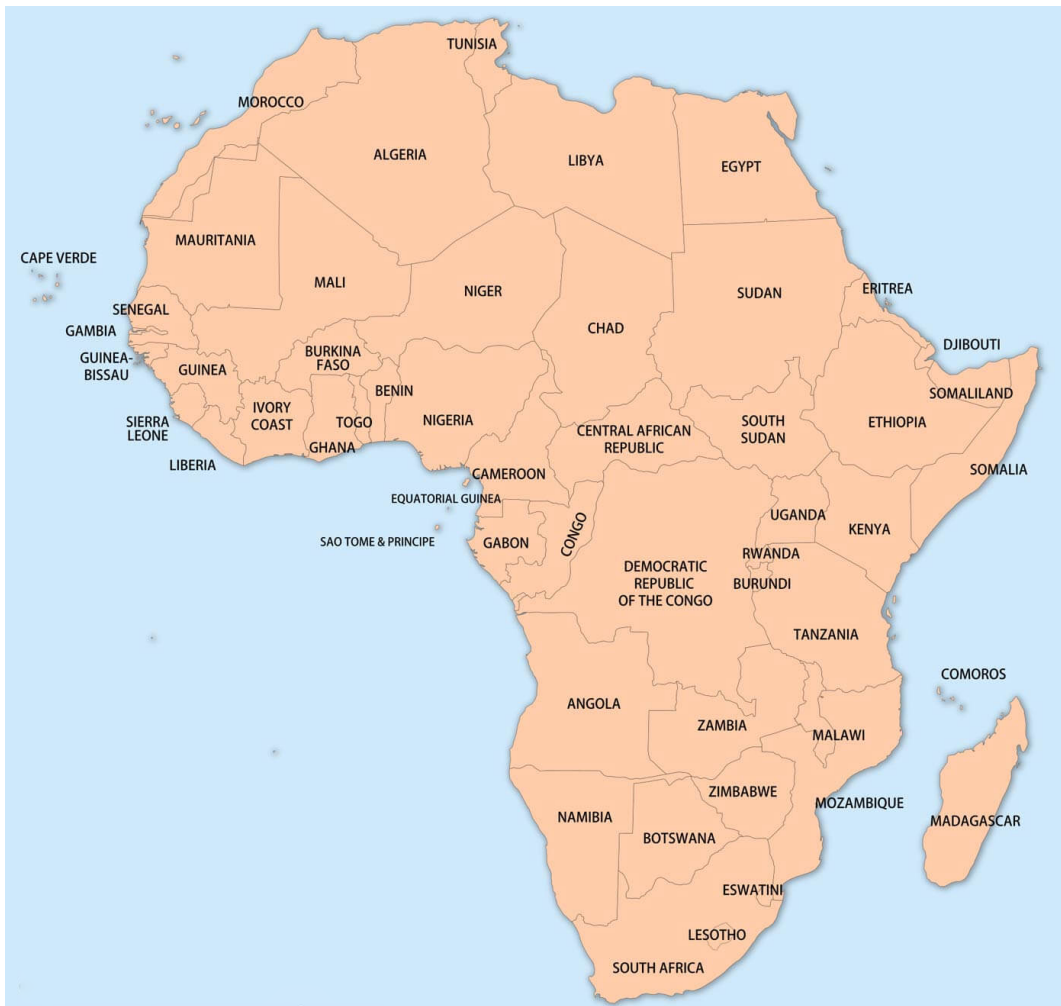 TUNISIA
MOROCCO
ALGERIA
LIBYA
EGYPT
MAURITANIA
CAPE VERDE
MALI
NIGER
SUDAN
ERITREA
SENEGAL
CHAD
GAMBIA
DJIBOUTI
GUINEA-
BISSAU
BURKINA
FASO
GUINEA
BENIN
SOMALILAND
IVORY
COAST
TOGO
NIGERIA
SOUTH
SUDAN
ETHIOPIA
SIERRA
LEONE
CENTRAL AFRICAN
REPUBLIC
GHANA
LIBERIA
CAMEROON
SOMALIA
EQUATORIAL GUINEA
UGANDA
KENYA
CONGO
SAO TOME & PRINCIPE
GABON
RWANDA
DEMOCRATIC
REPUBLIC
OF THE CONGO
BURUNDI
TANZANIA
COMOROS
ANGOLA
ZAMBIA
MALAWI
ZIMBABWE
MOZAMBIQUE
NAMIBIA
MADAGASCAR
BOTSWANA
ESWATINI
LESOTHO
SOUTH AFRICA